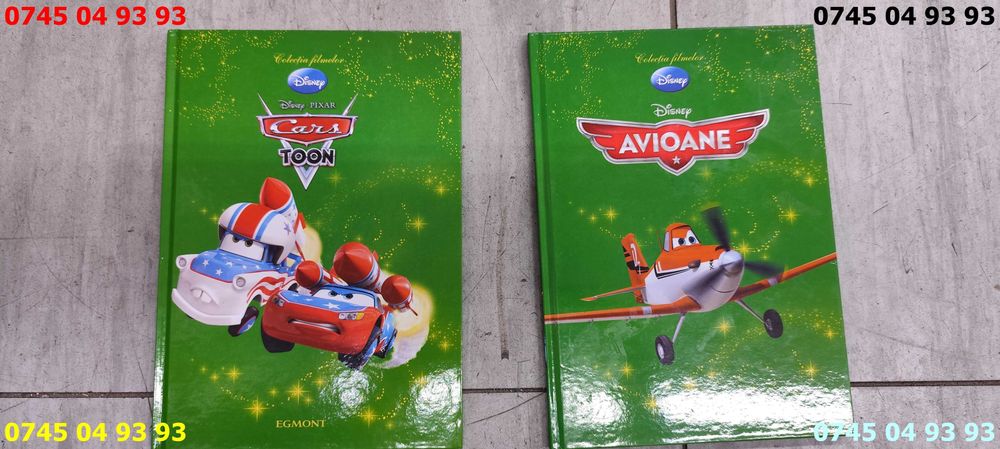 0745 04 93 93
0745 04 93 93
Colecția filmelor
Disney
DISNEY · PIXAR
Cars
TOON
EGMONT
Colecția filmelor
Disney
Disney
AVIOANE
0745 04 93 93
0745 04 93 93